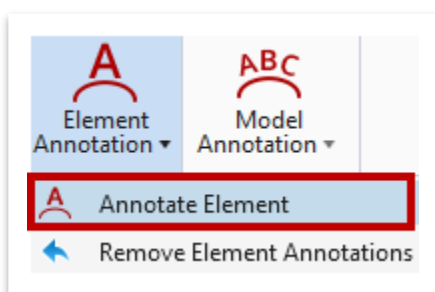 A ABC
Element Model
Annotation Annotation
A Annotate Element
Remove Element Annotations